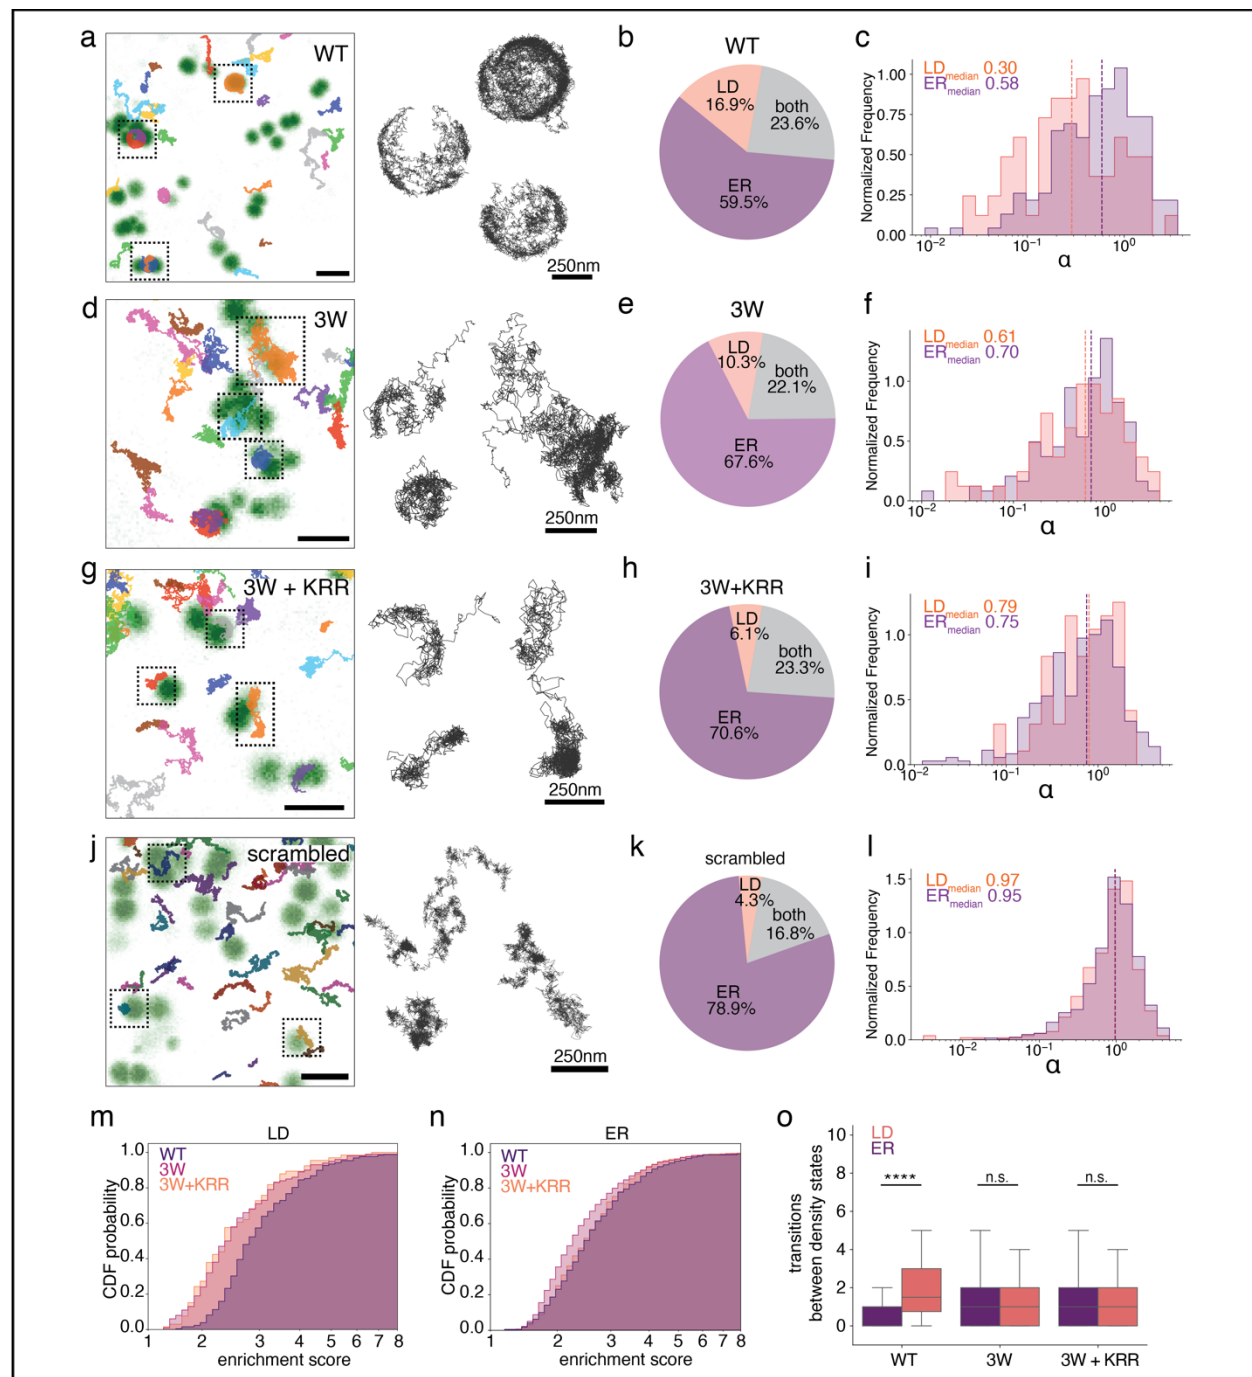 a
WT
250nm
b
WT
LD
16.9%
both
23.6%
ER
59.5%
c
LDmedian 0.30
ERmedian 0.58
Normalized Frequency
1.00
0.75
0.50
0.25
0.00
10⁻² 10⁻¹ 10⁰
α
d
3W
250nm
e
3W
LD
10.3%
both
22.1%
ER
67.6%
f
LDmedian 0.61
ERmedian 0.70
Normalized Frequency
1.0
0.5
0.0
10⁻² 10⁻¹ 10⁰
α
g
3W + KRR
250nm
h
3W+KRR
LD
6.1%
both
23.3%
ER
70.6%
i
LDmedian 0.79
ERmedian 0.75
Normalized Frequency
1.0
0.5
0.0
10⁻² 10⁻¹ 10⁰
α
j
scrambled
250nm
k
scrambled
LD
4.3%
both
16.8%
ER
78.9%
l
LDmedian 0.97
ERmedian 0.95
Normalized Frequency
1.5
1.0
0.5
0.0
10⁻² 10⁻¹ 10⁰
α
m
LD
WT
3W
3W+KRR
CDF probability
1.0
0.8
0.6
0.4
0.2
0.0
1 2 3 4 5 6 7 8
enrichment score
n
ER
WT
3W
3W+KRR
CDF probability
1.0
0.8
0.6
0.4
0.2
0.0
1 2 3 4 5 6 7 8
enrichment score
o
LD
ER
**** n.s. n.s.
transitions
between density states
10
8
6
4
2
0
WT 3W 3W + KRR